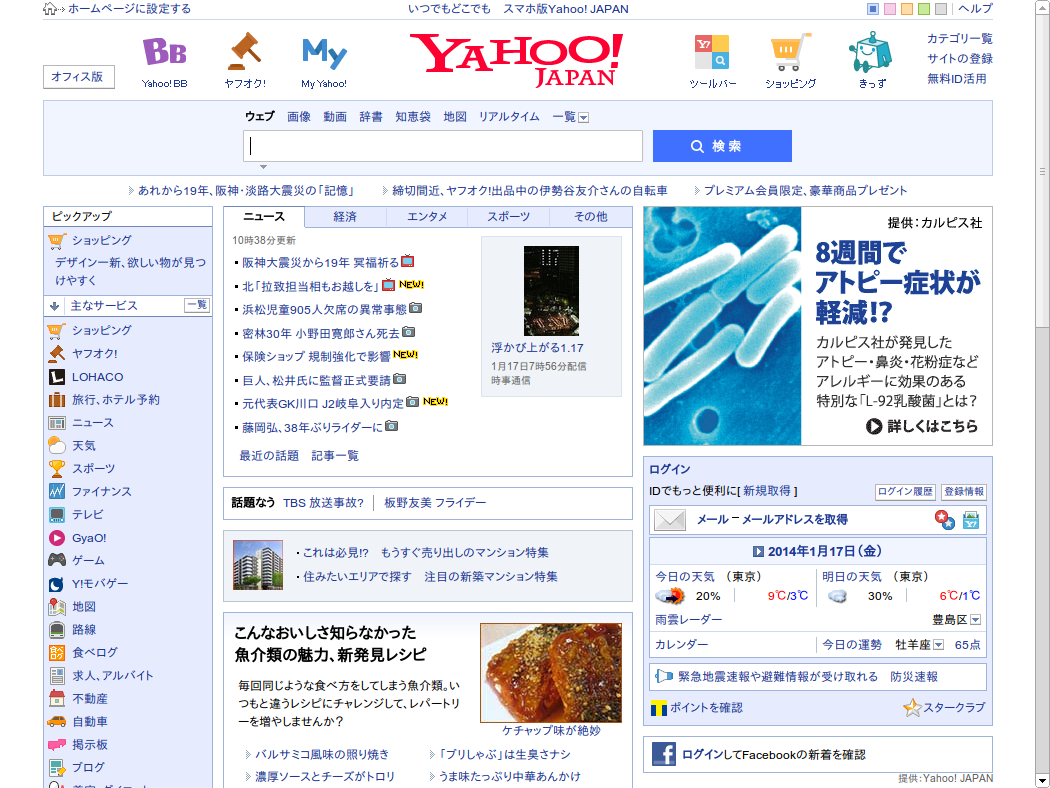 ホームページに設定する
いつでもどこでも　スマホ版Yahoo! JAPAN
ヘルプ
オフィス版
BB
Yahoo! BB
ヤフオク!
My
My Yahoo!
YAHOO!
JAPAN
ツールバー
ショッピング
きっず
カテゴリ一覧
サイトの登録
無料ID活用
ウェブ 画像 動画 辞書 知恵袋 地図 リアルタイム 一覧
検索
あれから19年、阪神・淡路大震災の「記憶」
締切間近、ヤフオク!出品中の伊勢谷友介さんの自転車
プレミアム会員限定、豪華商品プレゼント
ピックアップ
ショッピング
デザイン一新、欲しい物が見つ
けやすく
主なサービス 一覧
ショッピング
ヤフオク!
LOHACO
旅行、ホテル予約
ニュース
天気
スポーツ
ファイナンス
テレビ
GyaO!
ゲーム
Y!モバゲー
地図
路線
食べログ
求人、アルバイト
不動産
自動車
掲示板
ブログ
ニュース 経済 エンタメ スポーツ その他
10時38分更新
阪神大震災から19年 冥福祈る
北「拉致担当相もお越しを」 NEW!
浜松児童905人欠席の異常事態
密林30年 小野田寛郎さん死去
保険ショップ 規制強化で影響 NEW!
巨人、松井氏に監督正式要請
元代表GK川口 J2岐阜入り内定 NEW!
藤岡弘、38年ぶりライダーに
最近の話題 記事一覧
浮かび上がる1.17
1月17日7時56分配信
時事通信
話題なう TBS 放送事故? 板野友美 フライデー
これは必見!?　もうすぐ売り出しのマンション特集
住みたいエリアで探す　注目の新築マンション特集
こんなおいしさ知らなかった
魚介類の魅力、新発見レシピ
毎回同じような食べ方をしてしまう魚介類。い
つもと違うレシピにチャレンジして、レパートリ
ーを増やしませんか?
ケチャップ味が絶妙
バルサミコ風味の照り焼き
「ブリしゃぶ」は生臭さナシ
濃厚ソースとチーズがトロリ
うま味たっぷり中華あんかけ
提供：カルピス社
8週間で
アトピー症状が
軽減!?
カルピス社が発見した
アトピー・鼻炎・花粉症など
アレルギーに効果のある
特別な「L-92乳酸菌」とは?
詳しくはこちら
ログイン
IDでもっと便利に[ 新規取得 ]
ログイン履歴 登録情報
メール－メールアドレスを取得
2014年1月17日（金）
今日の天気 （東京）
20% 9℃/3℃
明日の天気 （東京）
30% 6℃/1℃
雨雲レーダー 豊島区
カレンダー 今日の運勢 牡羊座 65点
緊急地震速報や避難情報が受け取れる　防災速報
ポイントを確認
スタークラブ
ログインしてFacebookの新着を確認
提供：Yahoo! JAPAN